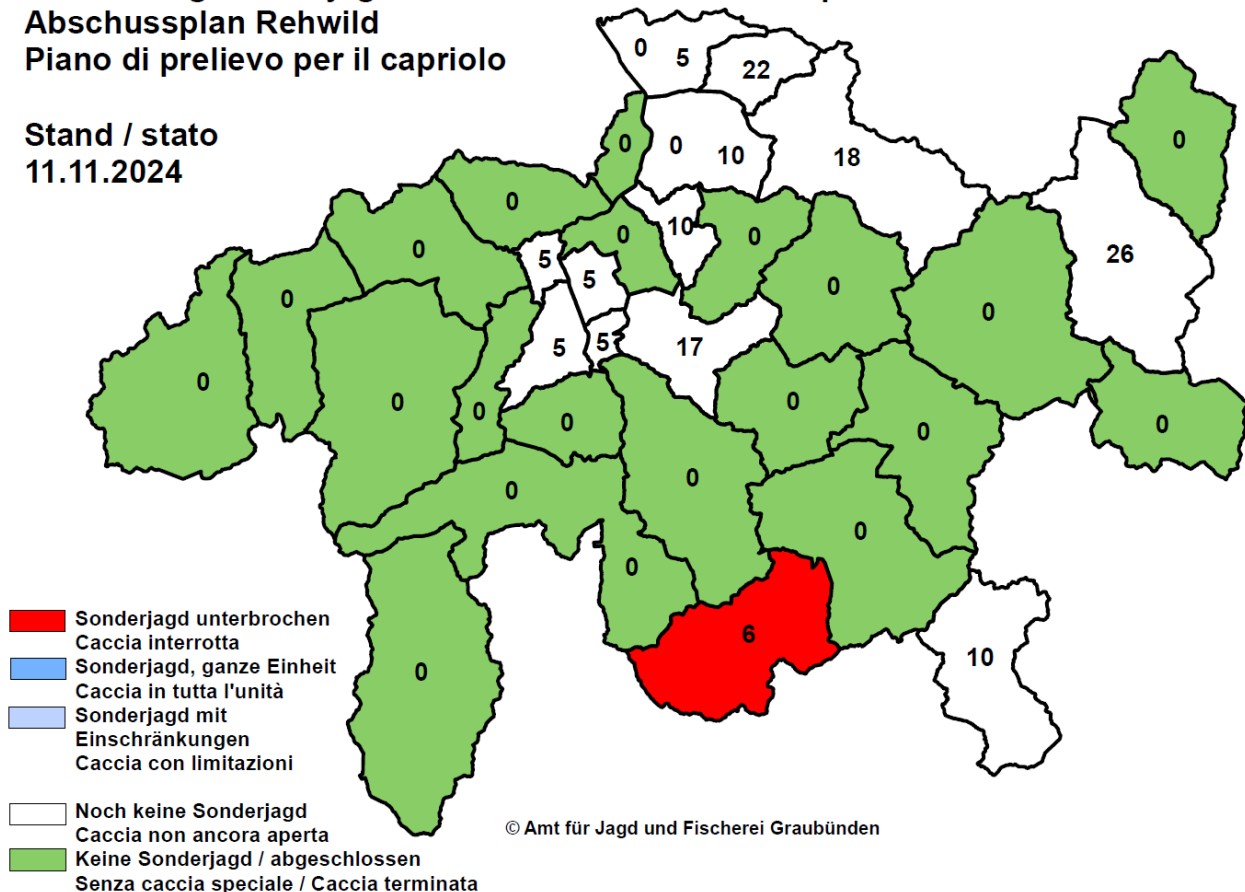 Abschussplan Rehwild
Piano di prelievo per il capriolo
Stand / stato
11.11.2024
0 5
22
0
0
0 10
18
0
10
0
0
26
0
5
5
0
0
0
0
5
5
17
0
0
0
0
0
0
0
0
0
0
0
0
6
10
0
Sonderjagd unterbrochen
Caccia interrotta
Sonderjagd, ganze Einheit
Caccia in tutta l'unità
Sonderjagd mit
Einschränkungen
Caccia con limitazioni
Noch keine Sonderjagd
Caccia non ancora aperta
Keine Sonderjagd / abgeschlossen
Senza caccia speciale / Caccia terminata
© Amt für Jagd und Fischerei Graubünden